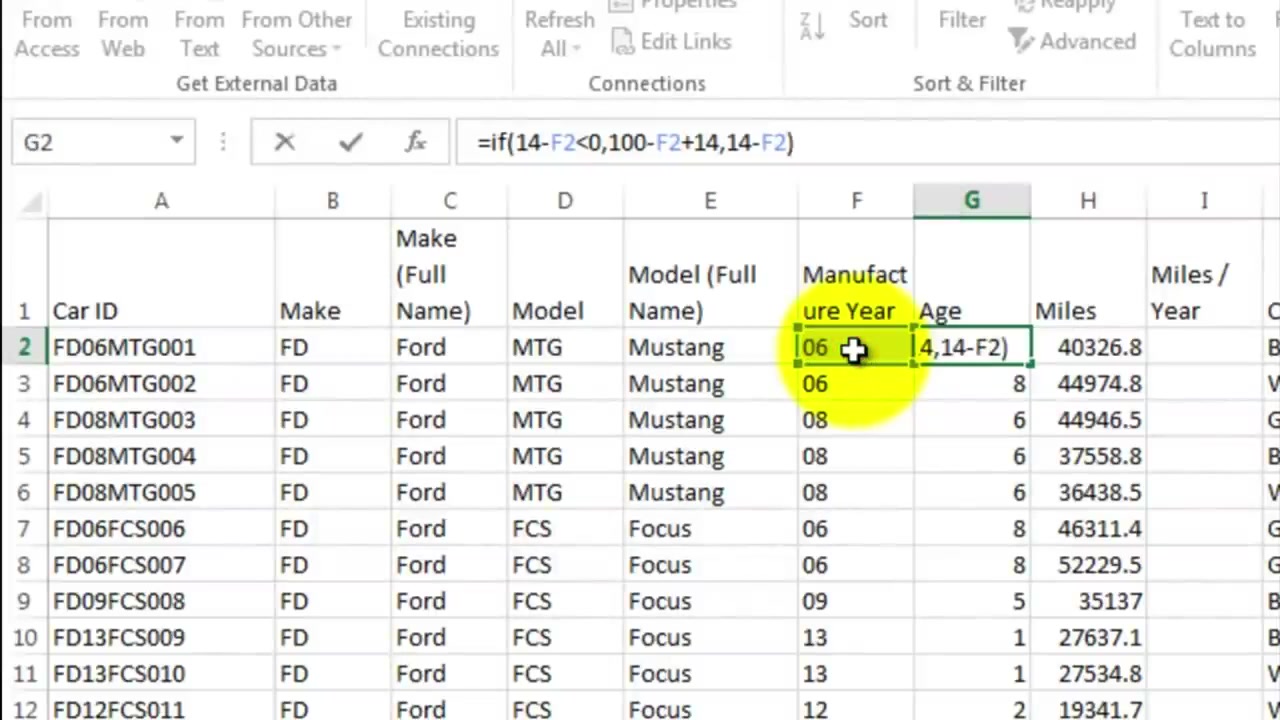 From Access
From Web
From Text
From Other Sources
Existing Connections
Refresh All
Properties
Edit Links
Sort
Filter
Reapply
Advanced
Text to Columns
Get External Data
Connections
Sort & Filter
G2
fx
=if(14-F2<0,100-F2+14,14-F2)
A B C D E F G H I
1 Car ID Make Make (Full Name) Model Model (Full Name) Manufacture Year Age Miles Miles / Year
2 FD06MTG001 FD Ford MTG Mustang 06 4,14-F2) 40326.8
3 FD06MTG002 FD Ford MTG Mustang 06 8 44974.8
4 FD08MTG003 FD Ford MTG Mustang 08 6 44946.5
5 FD08MTG004 FD Ford MTG Mustang 08 6 37558.8
6 FD08MTG005 FD Ford MTG Mustang 08 6 36438.5
7 FD06FCS006 FD Ford FCS Focus 06 8 46311.4
8 FD06FCS007 FD Ford FCS Focus 06 8 52229.5
9 FD09FCS008 FD Ford FCS Focus 09 5 35137
10 FD13FCS009 FD Ford FCS Focus 13 1 27637.1
11 FD13FCS010 FD Ford FCS Focus 13 1 27534.8
12 FD12FCS011 FD Ford FCS Focus 12 2 19341.7